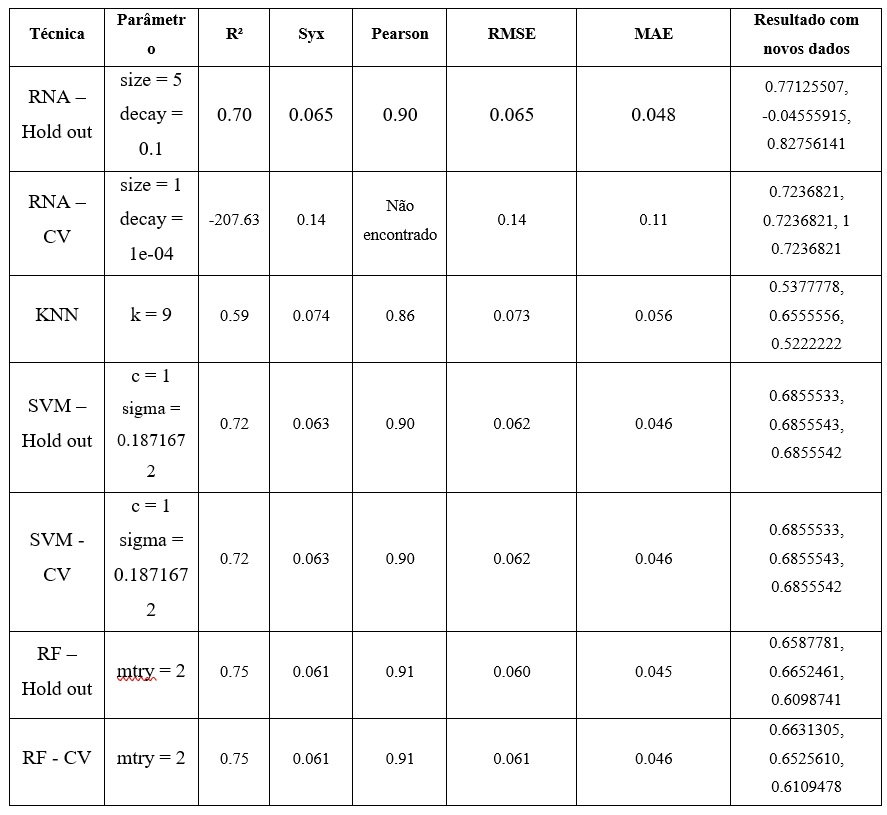 Técnica
Parâmetr
o
R²
Syx
Pearson
RMSE
MAE
Resultado com
novos dados
RNA –
Hold out
size = 5
decay =
0.1
0.70
0.065
0.90
0.065
0.048
0.77125507,
-0.04555915,
0.82756141
RNA –
CV
size = 1
decay =
1e-04
-207.63
0.14
Não
encontrado
0.14
0.11
0.7236821,
0.7236821, 1
0.7236821
KNN
k = 9
0.59
0.074
0.86
0.073
0.056
0.5377778,
0.6555556,
0.5222222
SVM –
Hold out
c = 1
sigma =
0.187167
2
0.72
0.063
0.90
0.062
0.046
0.6855533,
0.6855543,
0.6855542
SVM -
CV
c = 1
sigma =
0.187167
2
0.72
0.063
0.90
0.062
0.046
0.6855533,
0.6855543,
0.6855542
RF –
Hold out
mtry = 2
0.75
0.061
0.91
0.060
0.045
0.6587781,
0.6652461,
0.6098741
RF - CV
mtry = 2
0.75
0.061
0.91
0.061
0.046
0.6631305,
0.6525610,
0.6109478